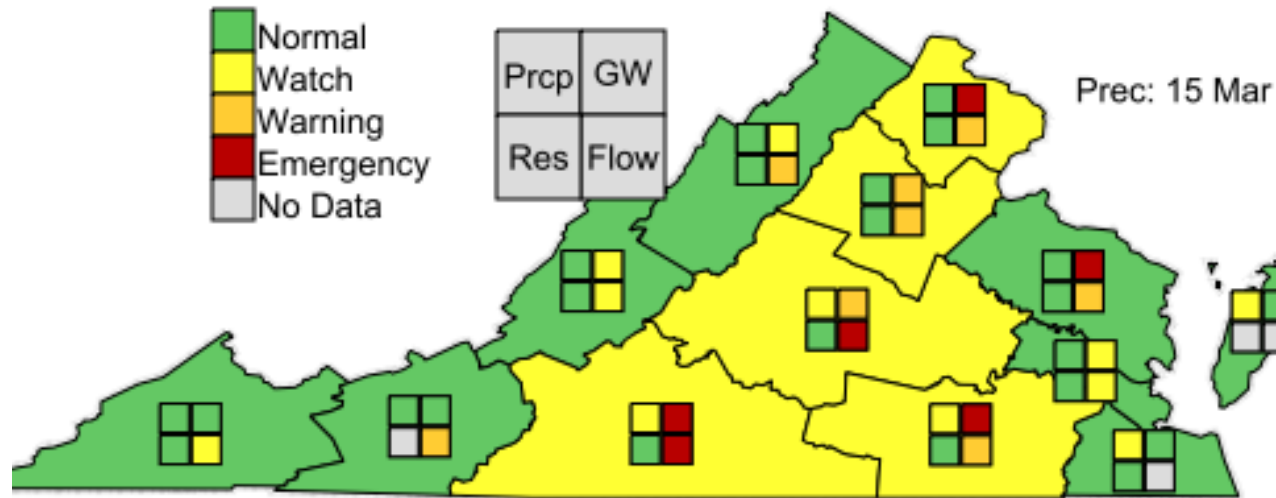 Normal
Watch
Warning
Emergency
No Data
Prcp GW
Res Flow
Prec: 15 Mar